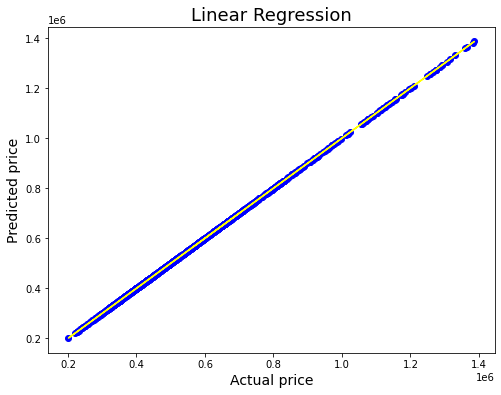 Linear Regression
1e6
1.4
1.2
1.0
0.8
0.6
0.4
0.2
Predicted price
0.2 0.4 0.6 0.8 1.0 1.2 1.4
1e6
Actual price